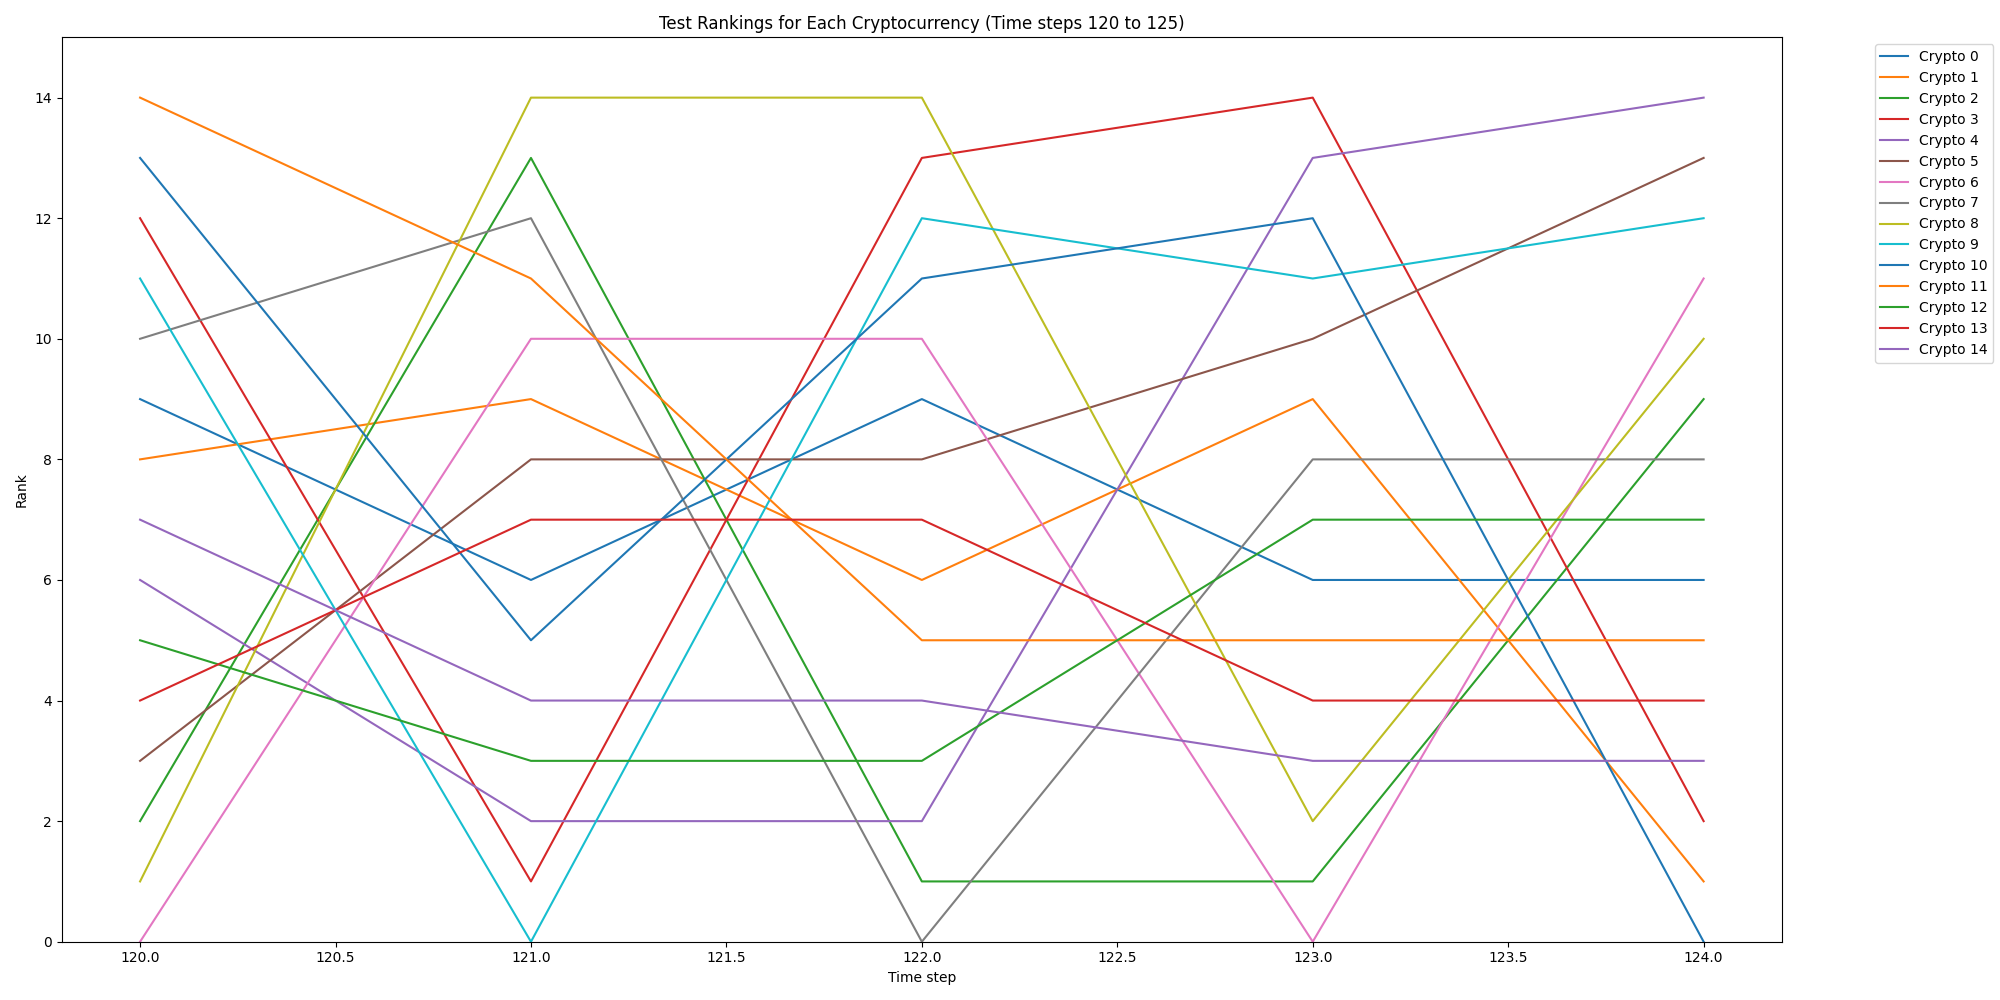 Test Rankings for Each Cryptocurrency (Time steps 120 to 125)
Rank
14
12
10
8
6
4
2
0
120.0 120.5 121.0 121.5 122.0 122.5 123.0 123.5 124.0
Time step
Crypto 0
Crypto 1
Crypto 2
Crypto 3
Crypto 4
Crypto 5
Crypto 6
Crypto 7
Crypto 8
Crypto 9
Crypto 10
Crypto 11
Crypto 12
Crypto 13
Crypto 14